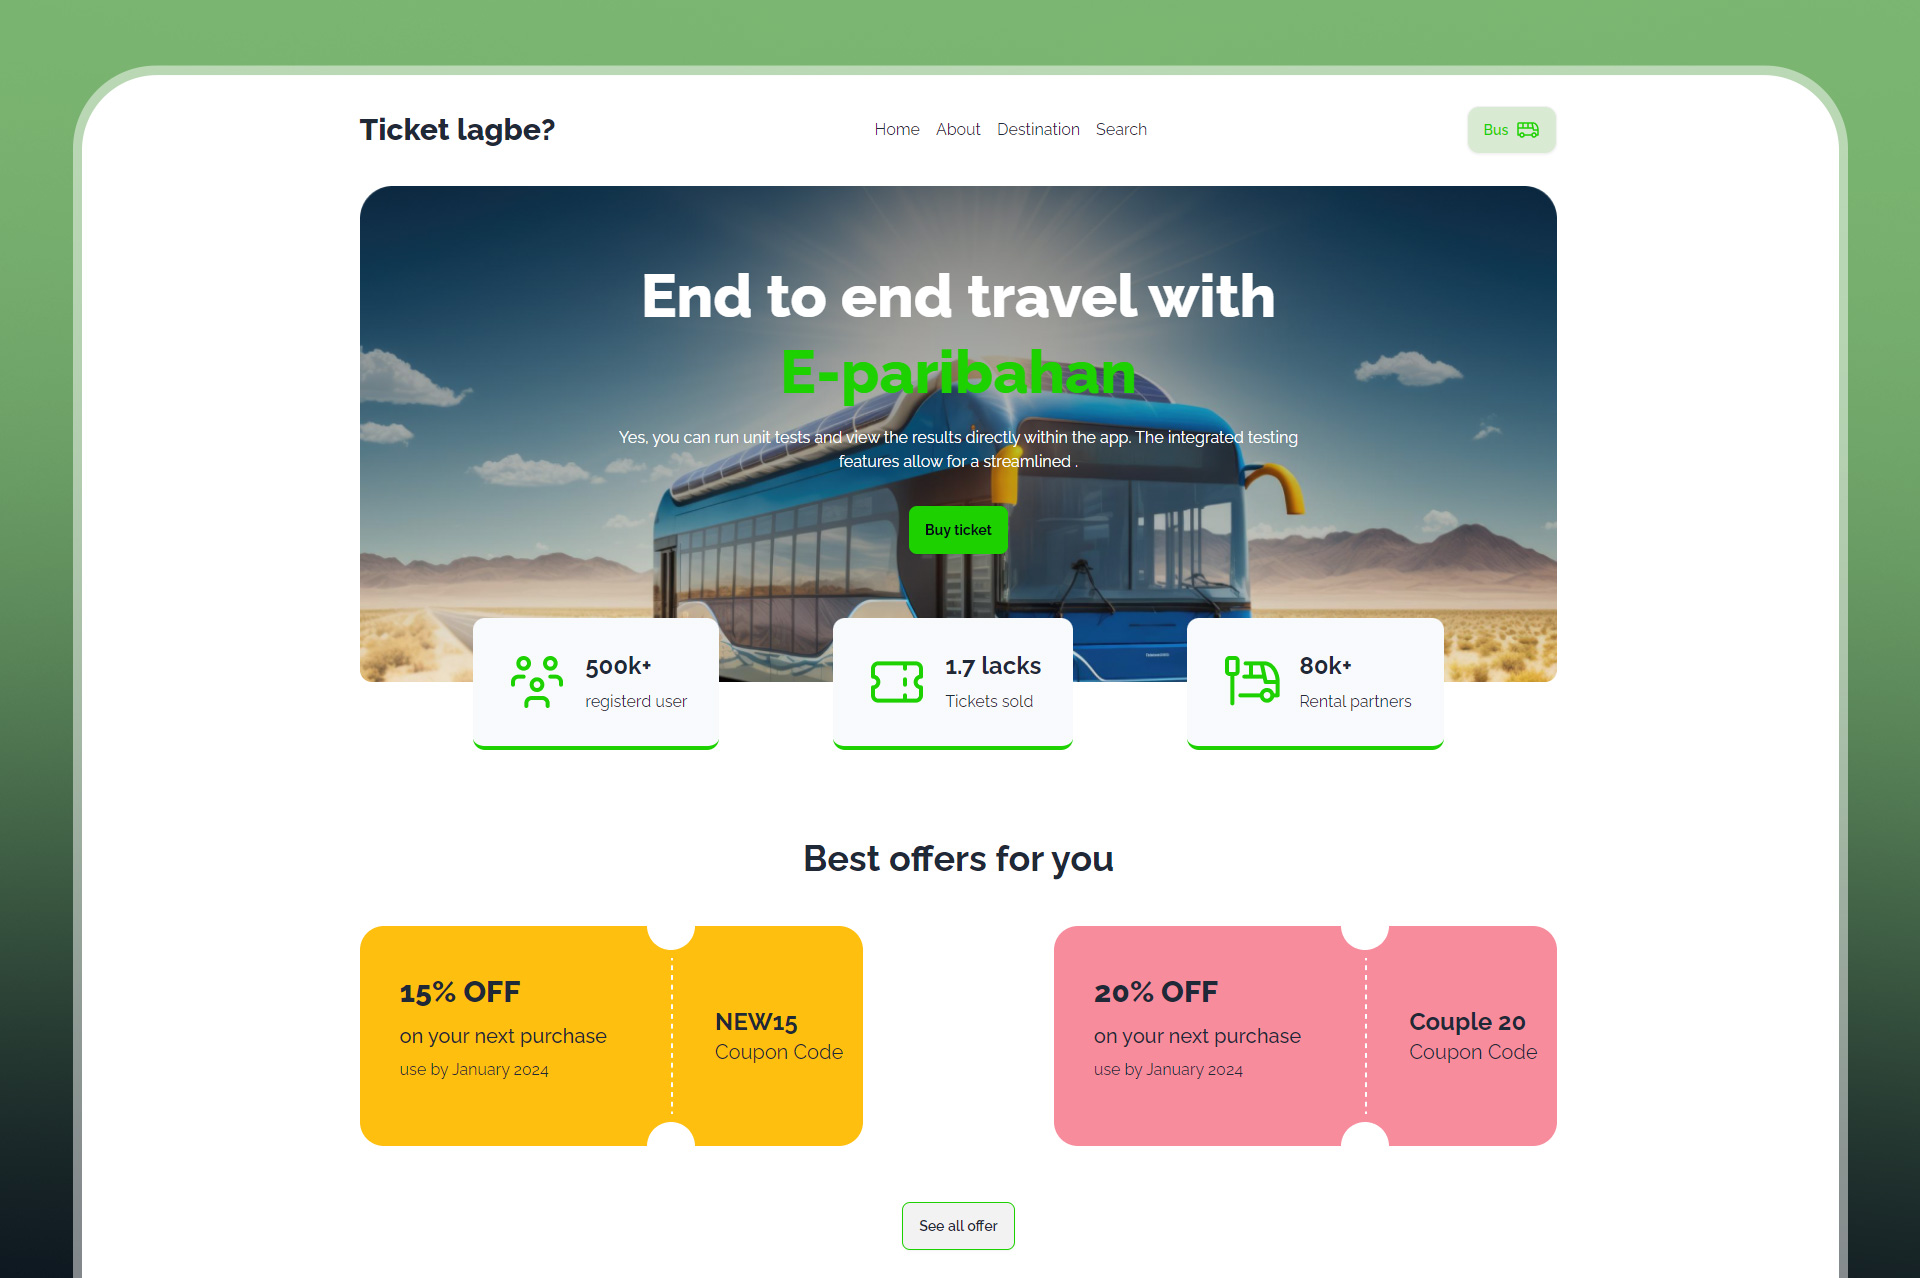 Ticket lagbe?
Home About Destination Search
Bus
End to end travel with
E-paribahan
Yes, you can run unit tests and view the results directly within the app. The integrated testing
features allow for a streamlined .
Buy ticket
500k+
registerd user
1.7 lacks
Tickets sold
80k+
Rental partners
Best offers for you
15% OFF
on your next purchase
use by January 2024
NEW15
Coupon Code
20% OFF
on your next purchase
use by January 2024
Couple 20
Coupon Code
See all offer